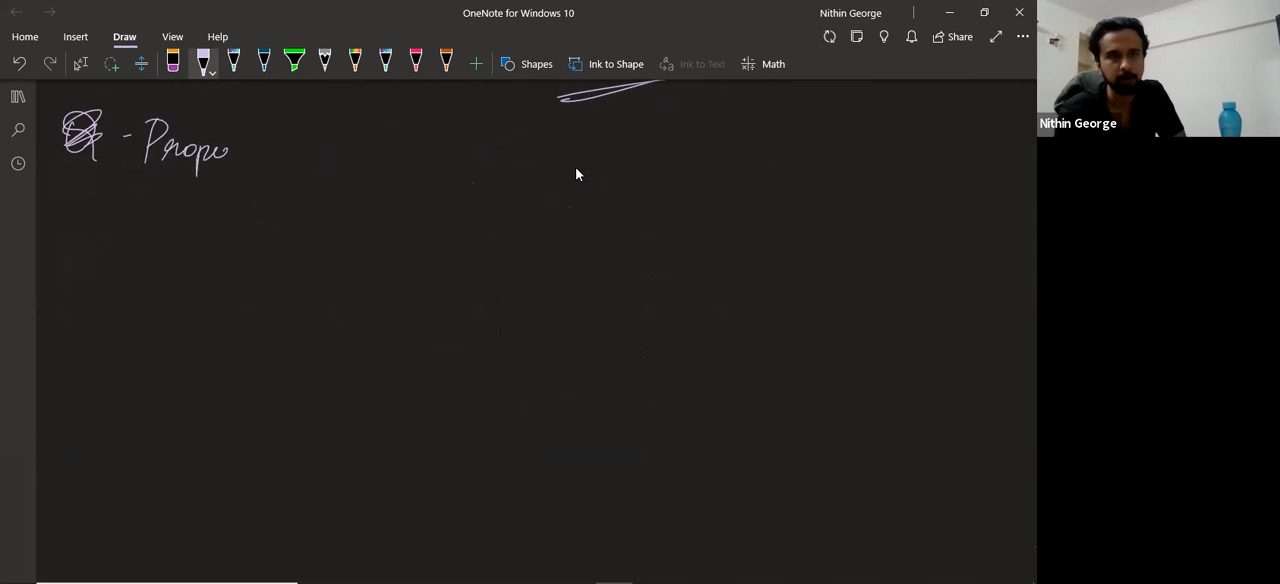 OneNote for Windows 10
Nithin George
Home Insert Draw View Help
Share
Shapes Ink to Shape Ink to Text Math
- Prope
Nithin George